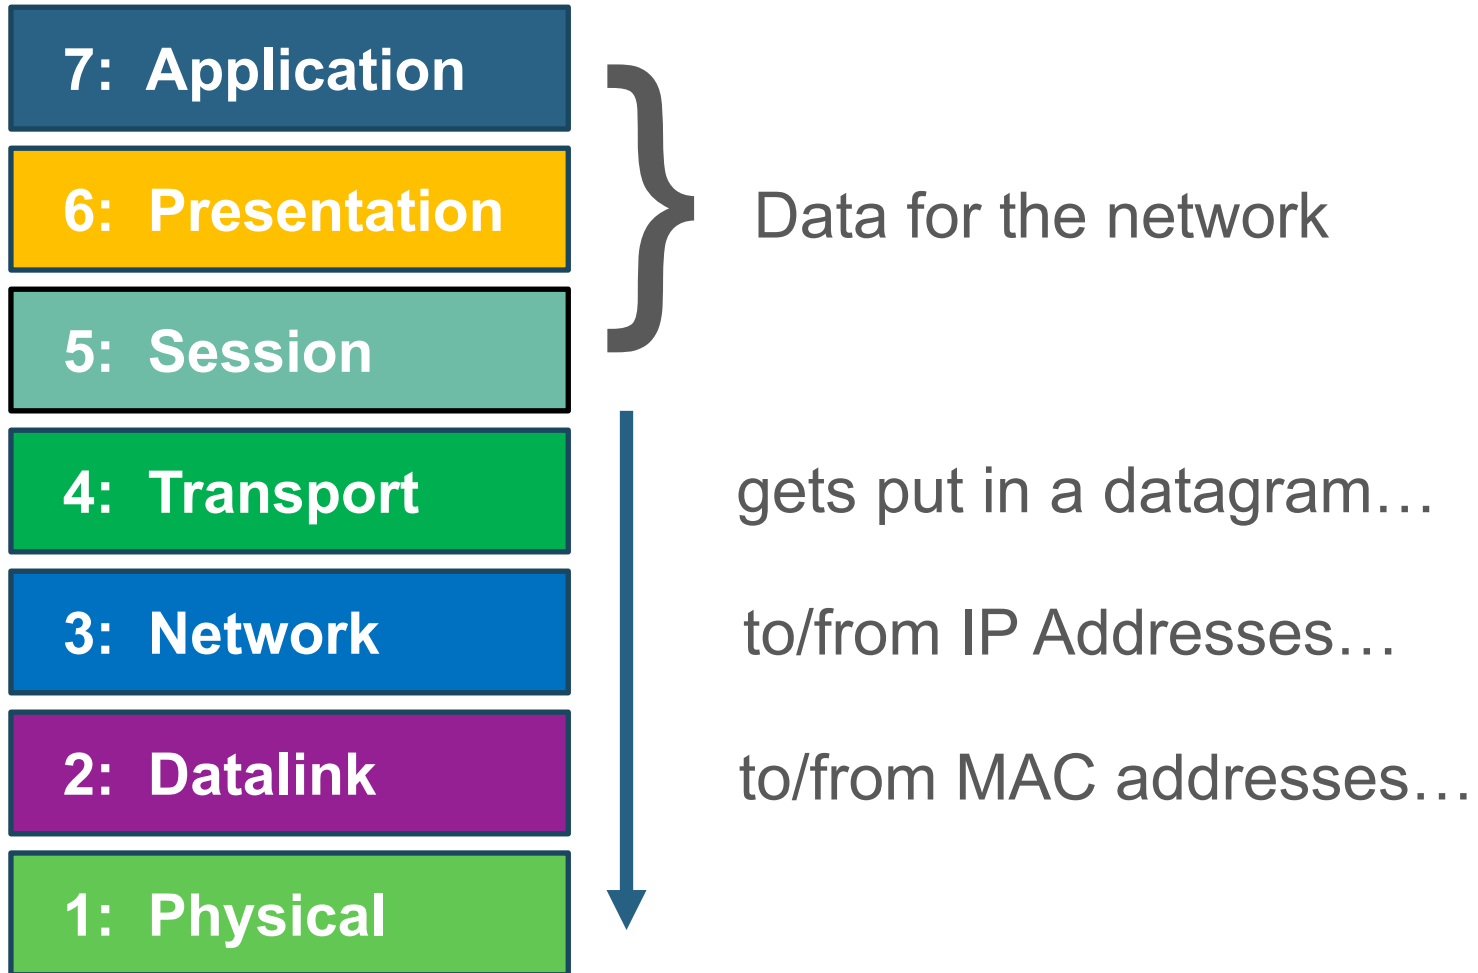 7: Application
6: Presentation
Data for the network
5: Session
4: Transport
gets put in a datagram…
3: Network
to/from IP Addresses…
2: Datalink
to/from MAC addresses…
1: Physical